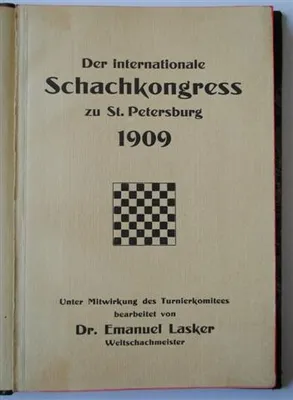 Der internationale
Schachkongress
zu St. Petersburg
1909
Unter Mitwirkung des Turnierkomitees
bearbeitet von
Dr. Emanuel Lasker
Weltschachmeister